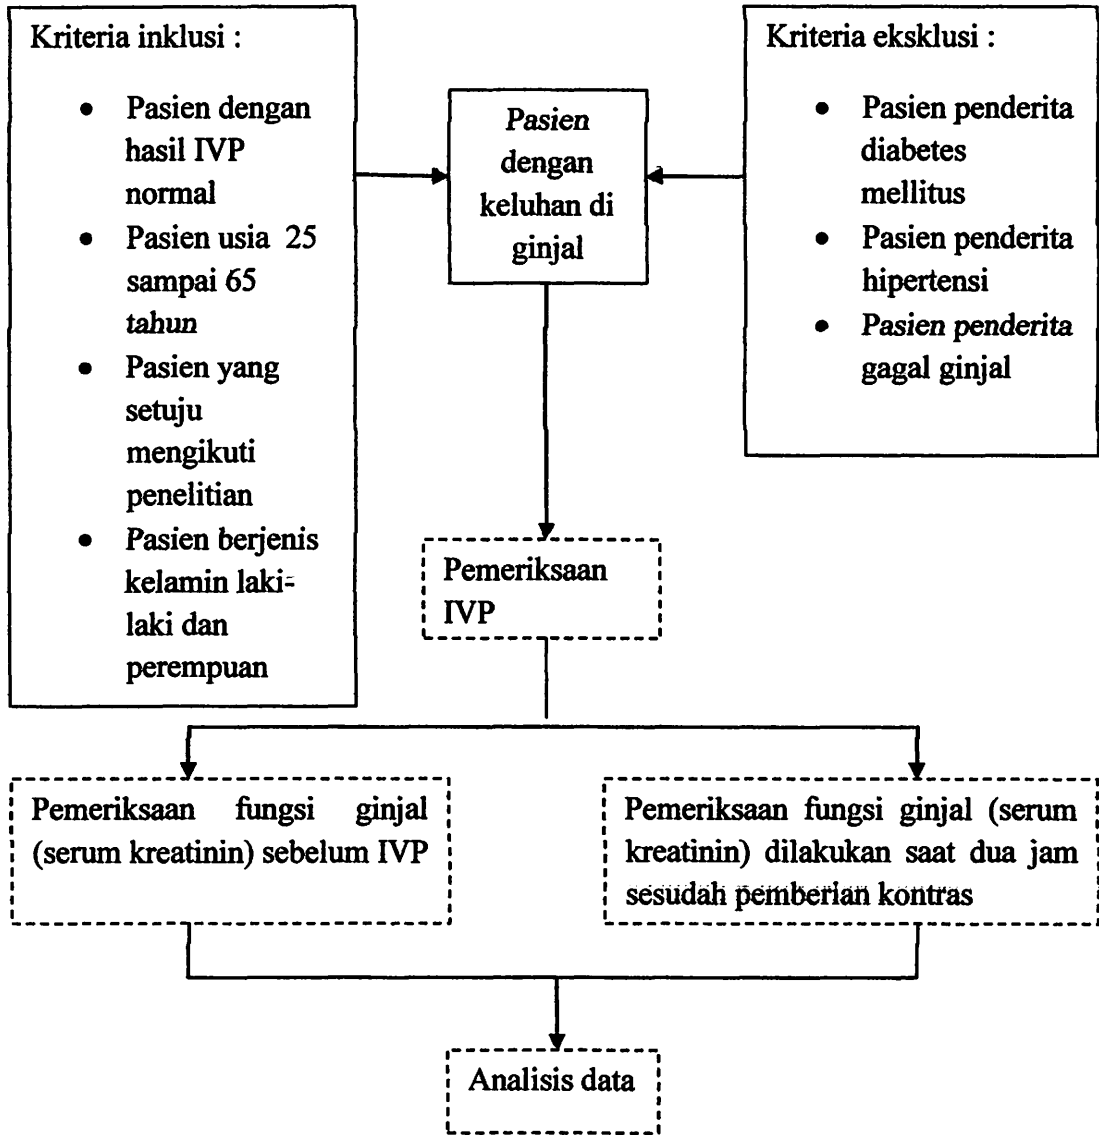 Kriteria inklusi :
• Pasien dengan
hasil IVP
normal
• Pasien usia 25
sampai 65
tahun
• Pasien yang
setuju
mengikuti
penelitian
• Pasien berjenis
kelamin laki-
laki dan
perempuan
Pasien
dengan
keluhan di
ginjal
Kriteria eksklusi :
• Pasien penderita
diabetes
mellitus
• Pasien penderita
hipertensi
• Pasien penderita
gagal ginjal
Pemeriksaan
IVP
Pemeriksaan fungsi ginjal
(serum kreatinin) sebelum IVP
Pemeriksaan fungsi ginjal (serum
kreatinin) dilakukan saat dua jam
sesudah pemberian kontras
Analisis data